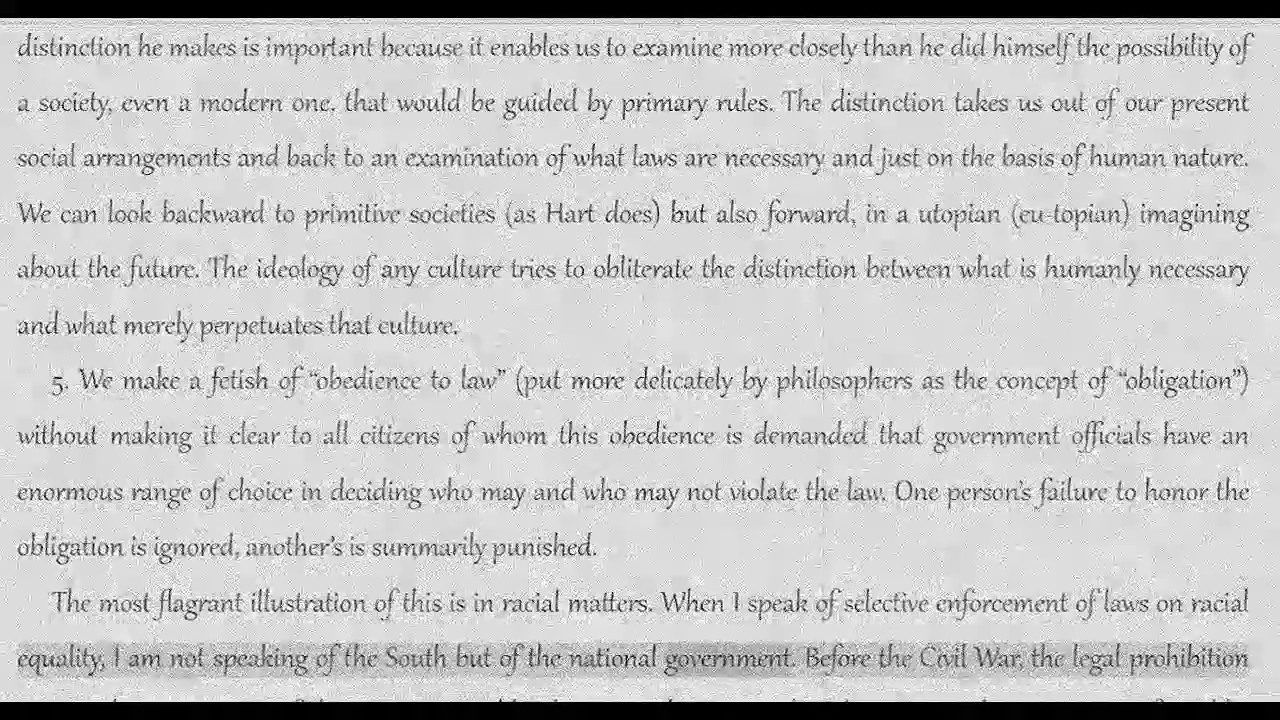 distinction he makes is important because it enables us to examine more closely than he did himself the possibility of
a society, even a modern one, that would be guided by primary rules. The distinction takes us out of our present
social arrangements and back to an examination of what laws are necessary and just on the basis of human nature.
We can look backward to primitive societies (as Hart does) but also forward, in a utopian (eu-topian) imagining
about the future. The ideology of any culture tries to obliterate the distinction between what is humanly necessary
and what merely perpetuates that culture.
5. We make a fetish of “obedience to law” (put more delicately by philosophers as the concept of “obligation”)
without making it clear to all citizens of whom this obedience is demanded that government officials have an
enormous range of choice in deciding who may and who may not violate the law. One person’s failure to honor the
obligation is ignored, another’s is summarily punished.
The most flagrant illustration of this is in racial matters. When I speak of selective enforcement of laws on racial
equality, I am not speaking of the South but of the national government. Before the Civil War, the legal prohibition